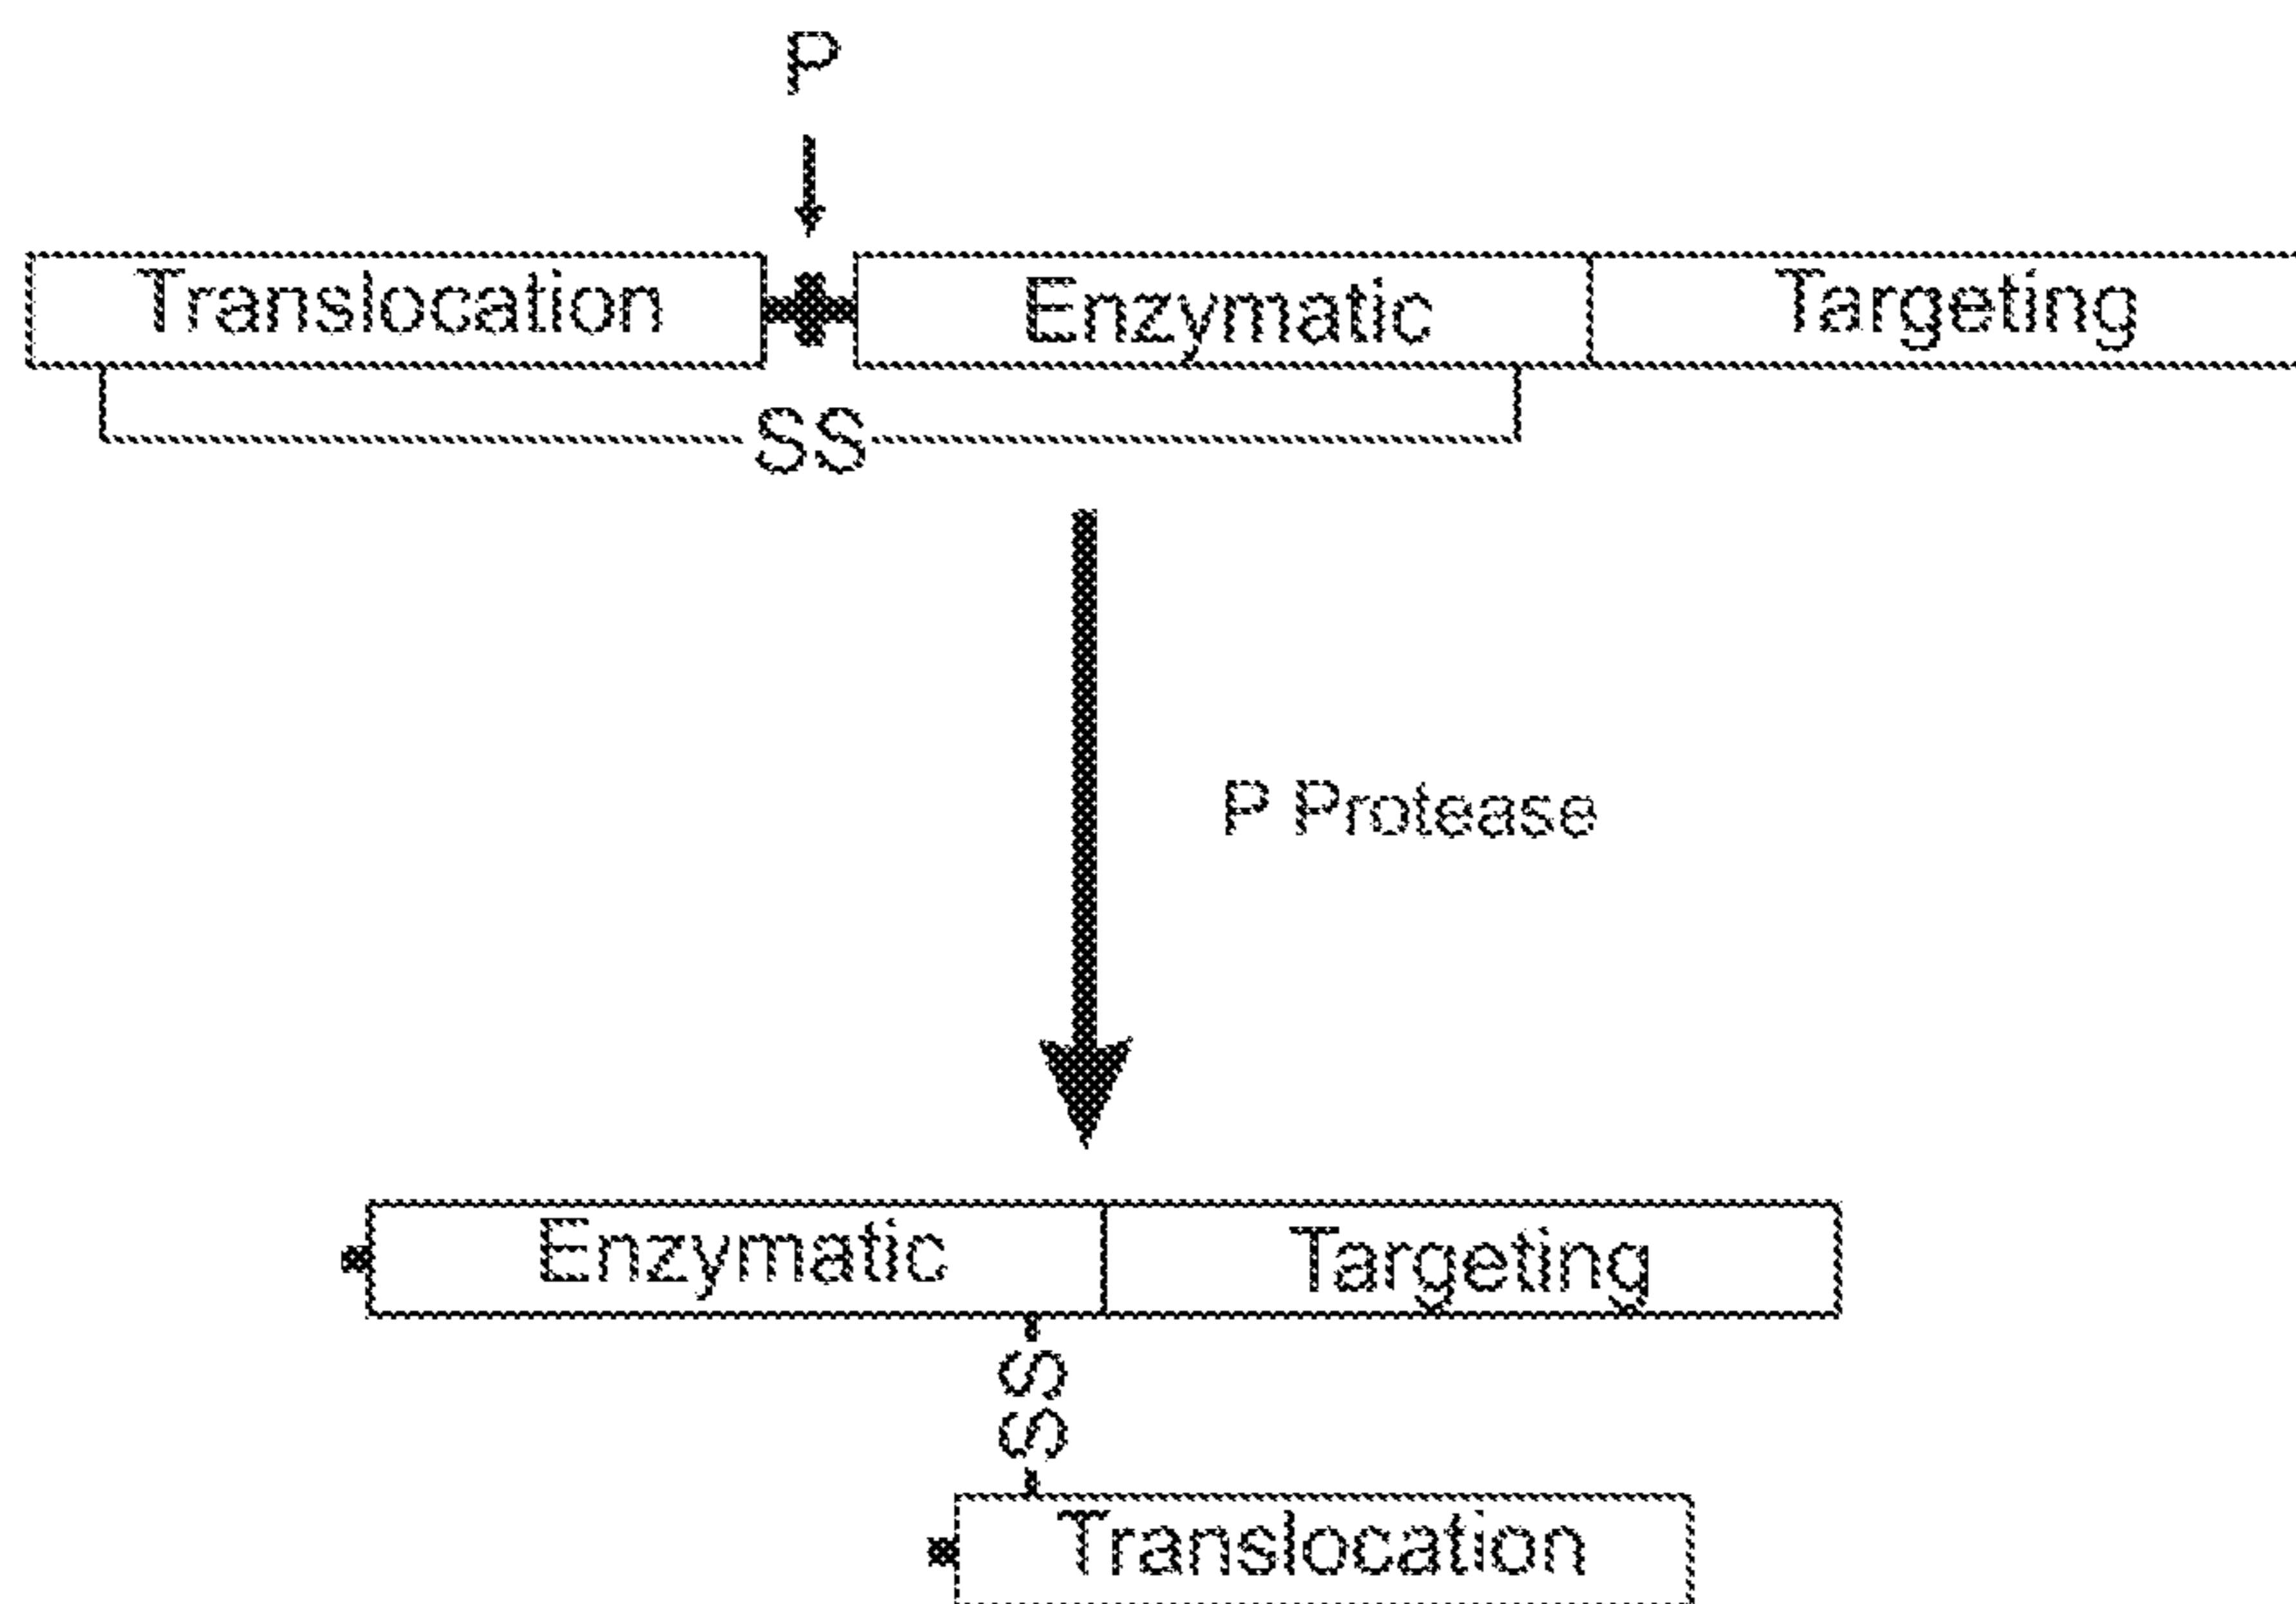 P
Translocation Enzymatic Targeting
SS
P Protease
Enzymatic Targeting
SS
Translocation